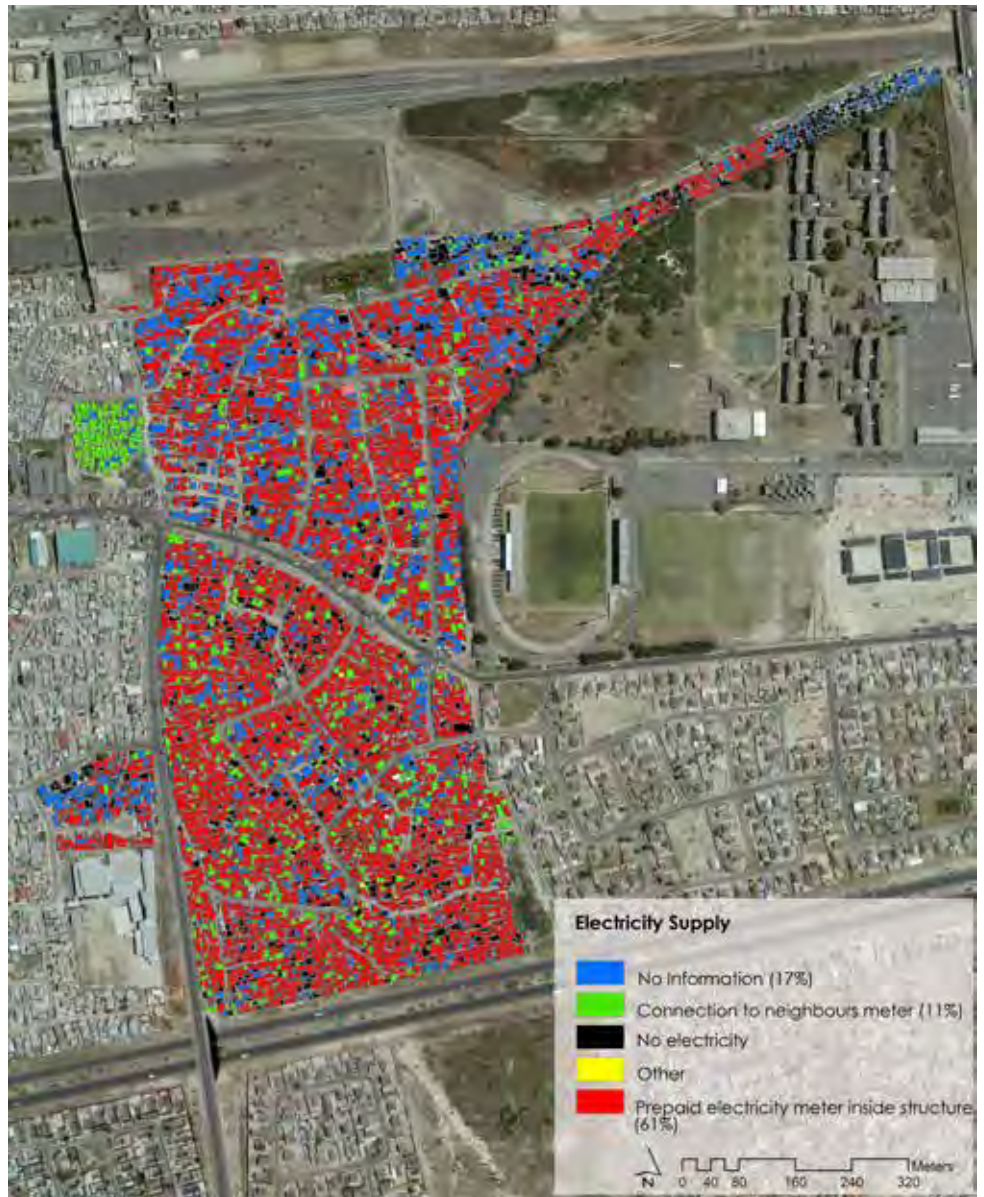 Electricity Supply
No Information (17%)
Connection to neighbours meter (11%)
No electricity
Other
Prepaid electricity meter inside structure
(61%)
N 0 40 80 160 240 320 Meters